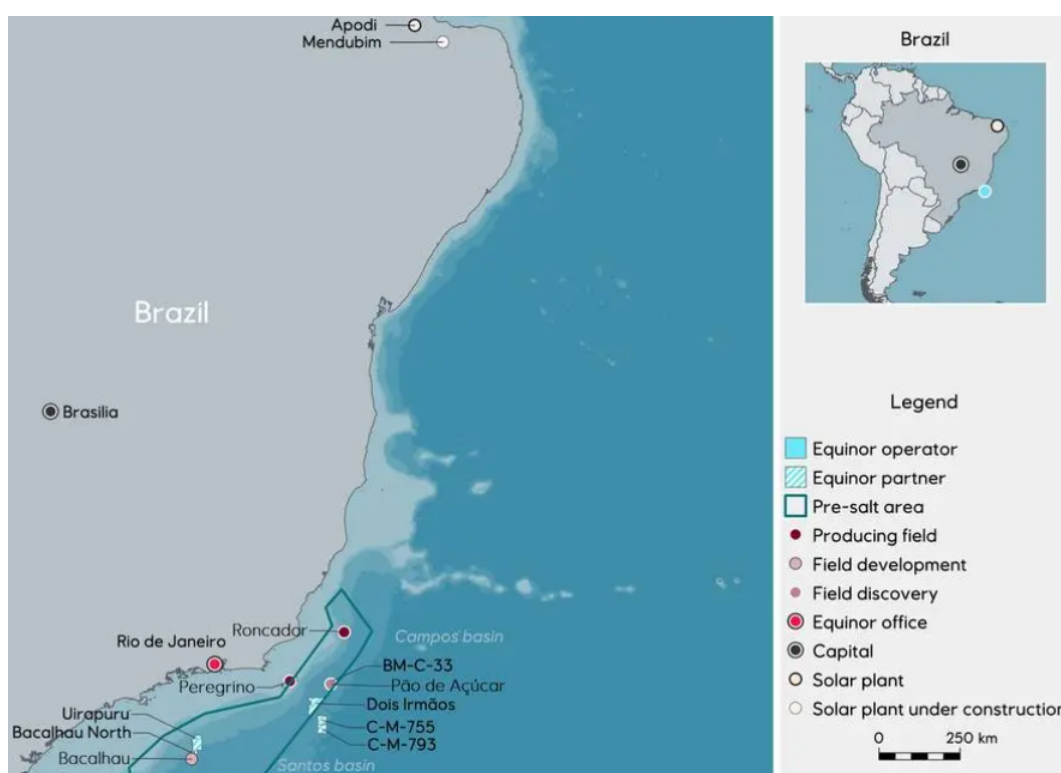 Apodi
Mendubim
Brazil
Brasilia
Rio de Janeiro
Roncador
Campos basin
BM-C-33
Peregrino
Pão de Açúcar
Dois Irmãos
Uirapuru
C-M-755
Bacalhau North
C-M-793
Bacalhau
Santos basin
Brazil
Legend
Equinor operator
Equinor partner
Pre-salt area
Producing field
Field development
Field discovery
Equinor office
Capital
Solar plant
Solar plant under construction
0 250 km